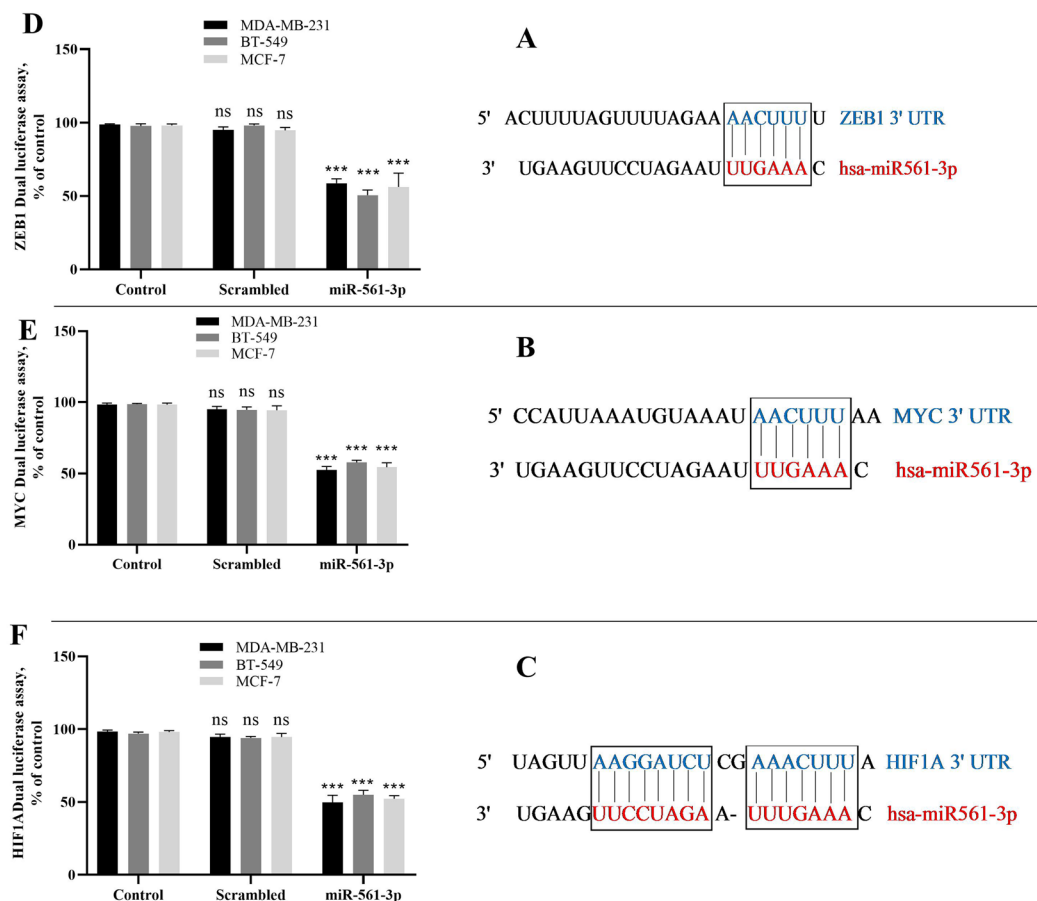 D
MDA-MB-231
BT-549
MCF-7
ZEB1 Dual luciferase assay,
% of control
150
100
50
0
ns ns ns
*** *** ***
Control Scrambled miR-561-3p
A
5' ACUUUUAGUUUUAGAA AACUUU U ZEB1 3' UTR
3' UGAAGUUCCUAGAAU UUGAAA C hsa-miR561-3p
E
MDA-MB-231
BT-549
MCF-7
MYC Dual luciferase assay,
% of control
150
100
50
0
ns ns ns
*** *** ***
Control Scrambled miR-561-3p
B
5' CCAUUAAAUGUAAAU AACUUU AA MYC 3' UTR
3' UGAAGUUCCUAGAAU UUGAAA C hsa-miR561-3p
F
MDA-MB-231
BT-549
MCF-7
HIF1ADual luciferase assay,
% of control
150
100
50
0
ns ns ns
*** *** ***
Control Scrambled miR-561-3p
C
5' UAGUU AAGGAUCU CG AAACUUU A HIF1A 3' UTR
3' UGAAG UUCCUAGA A- UUUGAAA C hsa-miR561-3p